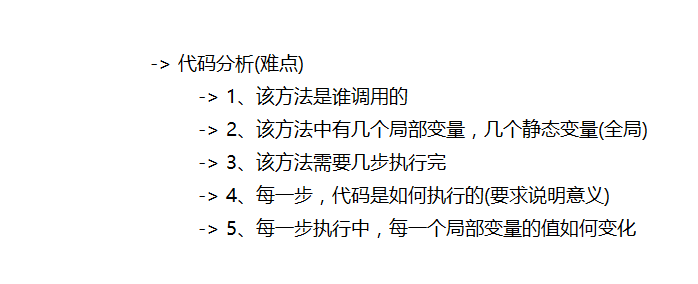 -> 代码分析(难点)
-> 1、该方法是谁调用的
-> 2、该方法中有几个局部变量，几个静态变量(全局)
-> 3、该方法需要几步执行完
-> 4、每一步，代码是如何执行的(要求说明意义)
-> 5、每一步执行中，每一个局部变量的值如何变化